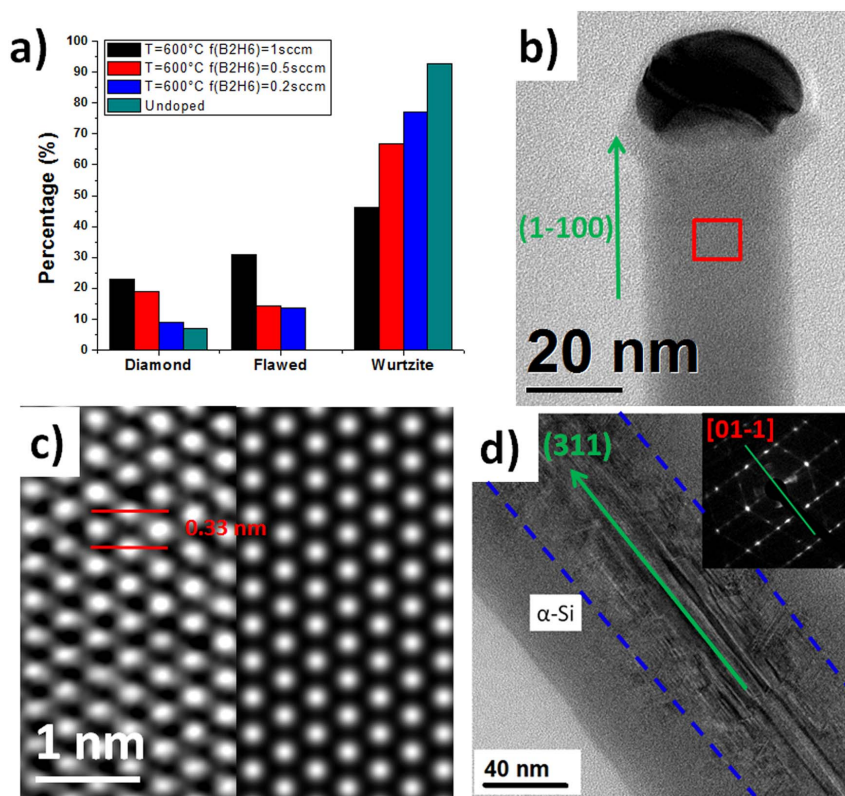 a)
T=600°C f(B2H6)=1sccm
T=600°C f(B2H6)=0.5sccm
T=600°C f(B2H6)=0.2sccm
Undoped
100
90
80
70
60
50
40
30
20
10
0
Percentage (%)
Diamond
Flawed
Wurtzite
b)
(1-100)
20 nm
c)
0.33 nm
1 nm
d)
(311)
[01-1]
α-Si
40 nm